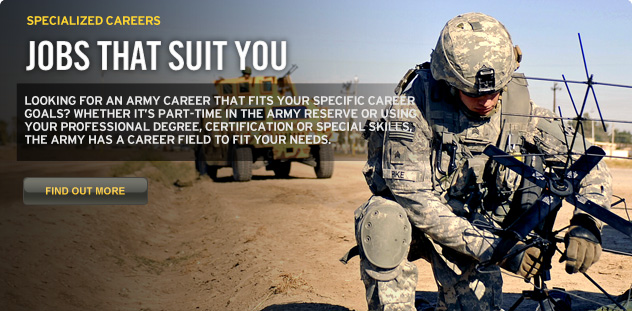 SPECIALIZED CAREERS
JOBS THAT SUIT YOU
LOOKING FOR AN ARMY CAREER THAT FITS YOUR SPECIFIC CAREER
GOALS? WHETHER IT'S PART-TIME IN THE ARMY RESERVE OR USING
YOUR PROFESSIONAL DEGREE, CERTIFICATION OR SPECIAL SKILLS,
THE ARMY HAS A CAREER FIELD TO FIT YOUR NEEDS.
FIND OUT MORE